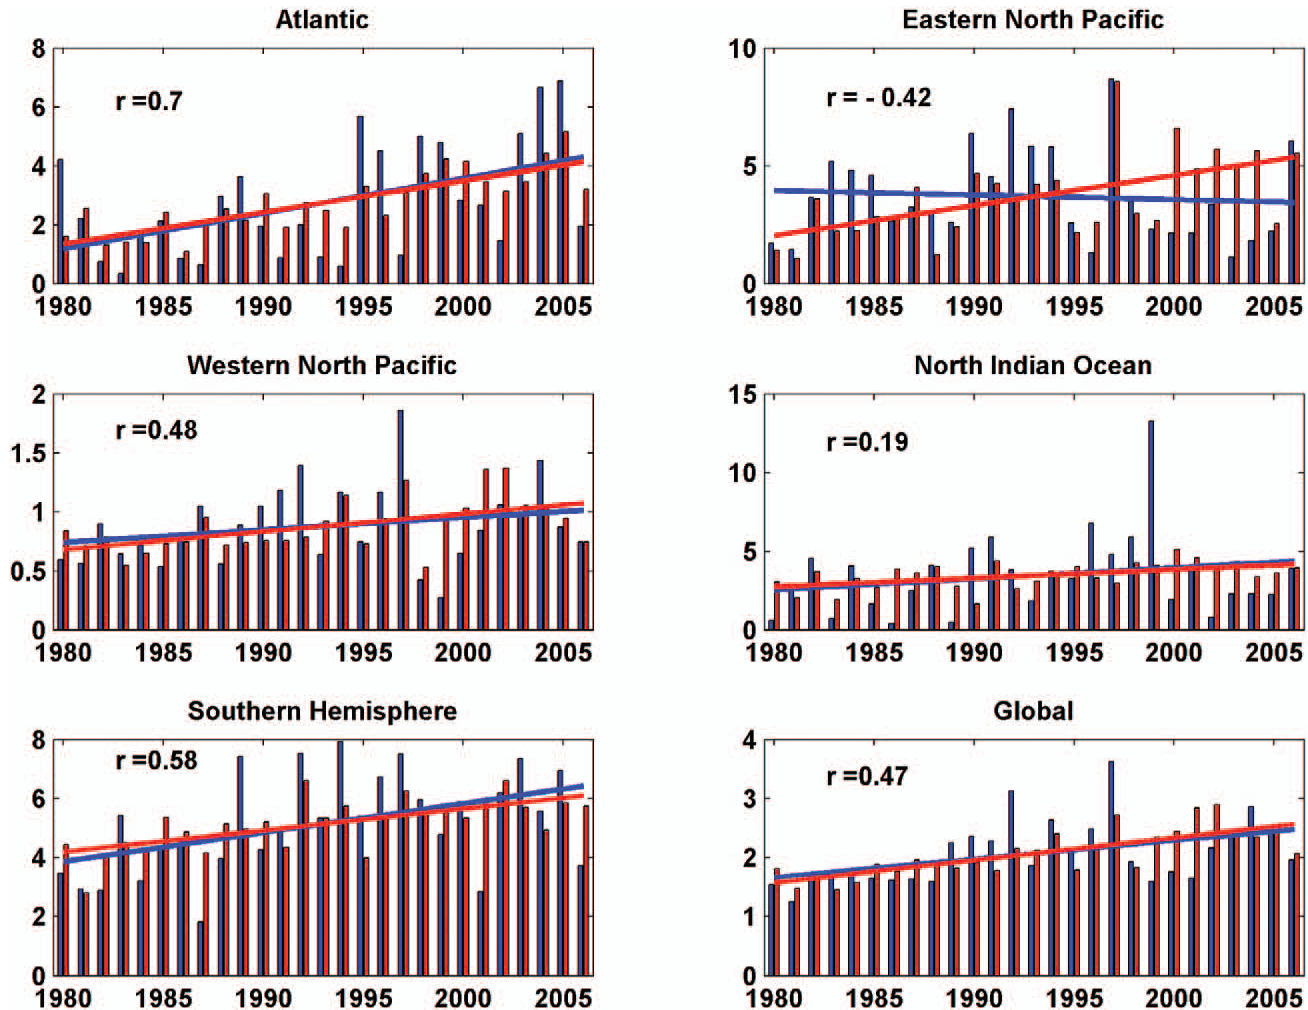 Atlantic
8
6
4
2
0
r =0.7
1980 1985 1990 1995 2000 2005
Eastern North Pacific
10
5
0
r = - 0.42
1980 1985 1990 1995 2000 2005
Western North Pacific
2
1.5
1
0.5
0
r =0.48
1980 1985 1990 1995 2000 2005
North Indian Ocean
15
10
5
0
r =0.19
1980 1985 1990 1995 2000 2005
Southern Hemisphere
8
6
4
2
0
r =0.58
1980 1985 1990 1995 2000 2005
Global
4
3
2
1
0
r =0.47
1980 1985 1990 1995 2000 2005